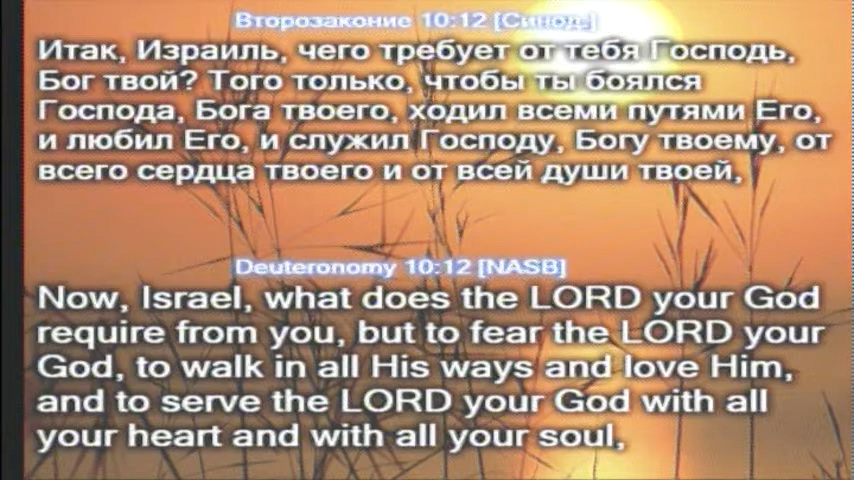 Второзаконие 10:12 [Синод.]
Итак, Израиль, чего требует от тебя Господь,
Бог твой? Того только, чтобы ты боялся
Господа, Бога твоего, ходил всеми путями Его,
и любил Его, и служил Господу, Богу твоему, от
всего сердца твоего и от всей души твоей,
Deuteronomy 10:12 [NASB]
Now, Israel, what does the LORD your God
require from you, but to fear the LORD your
God, to walk in all His ways and love Him,
and to serve the LORD your God with all
your heart and with all your soul,